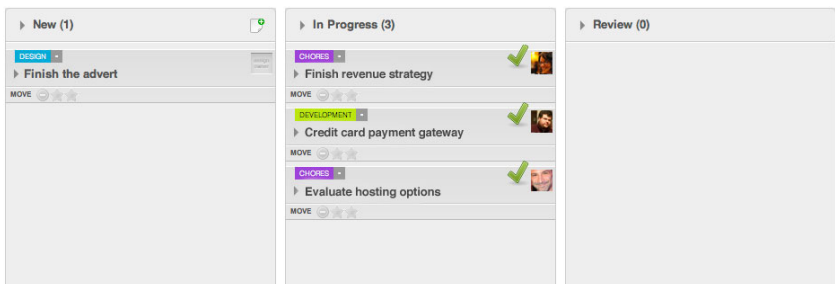 New (1)
DESIGN
Finish the advert
MOVE
In Progress (3)
CHORES
Finish revenue strategy
MOVE
DEVELOPMENT
Credit card payment gateway
MOVE
CHORES
Evaluate hosting options
MOVE
Review (0)